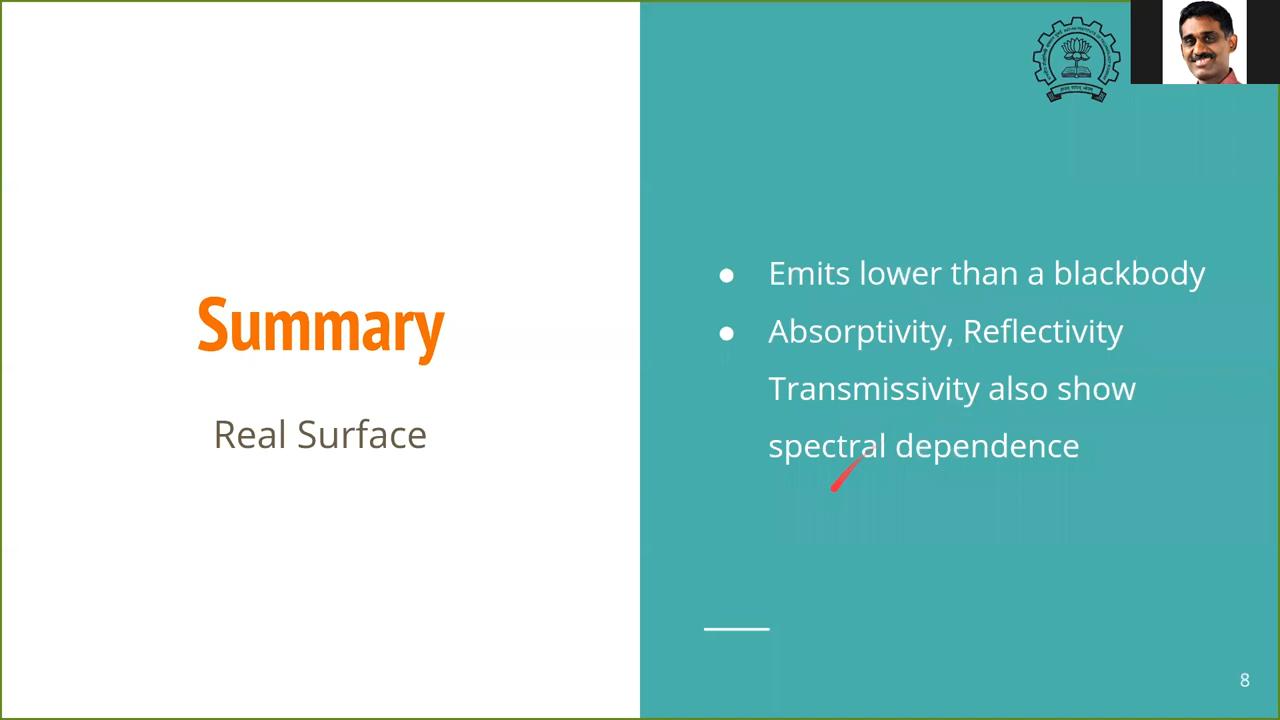 Summary
Real Surface
● Emits lower than a blackbody
● Absorptivity, Reflectivity
Transmissivity also show
spectral dependence
8